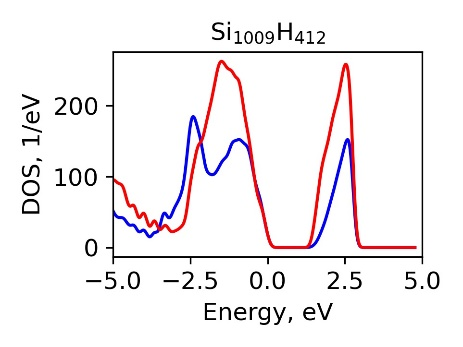 Si₁₀₀₉H₄₁₂
DOS, 1/eV
200
100
0
−5.0 −2.5 0.0 2.5 5.0
Energy, eV